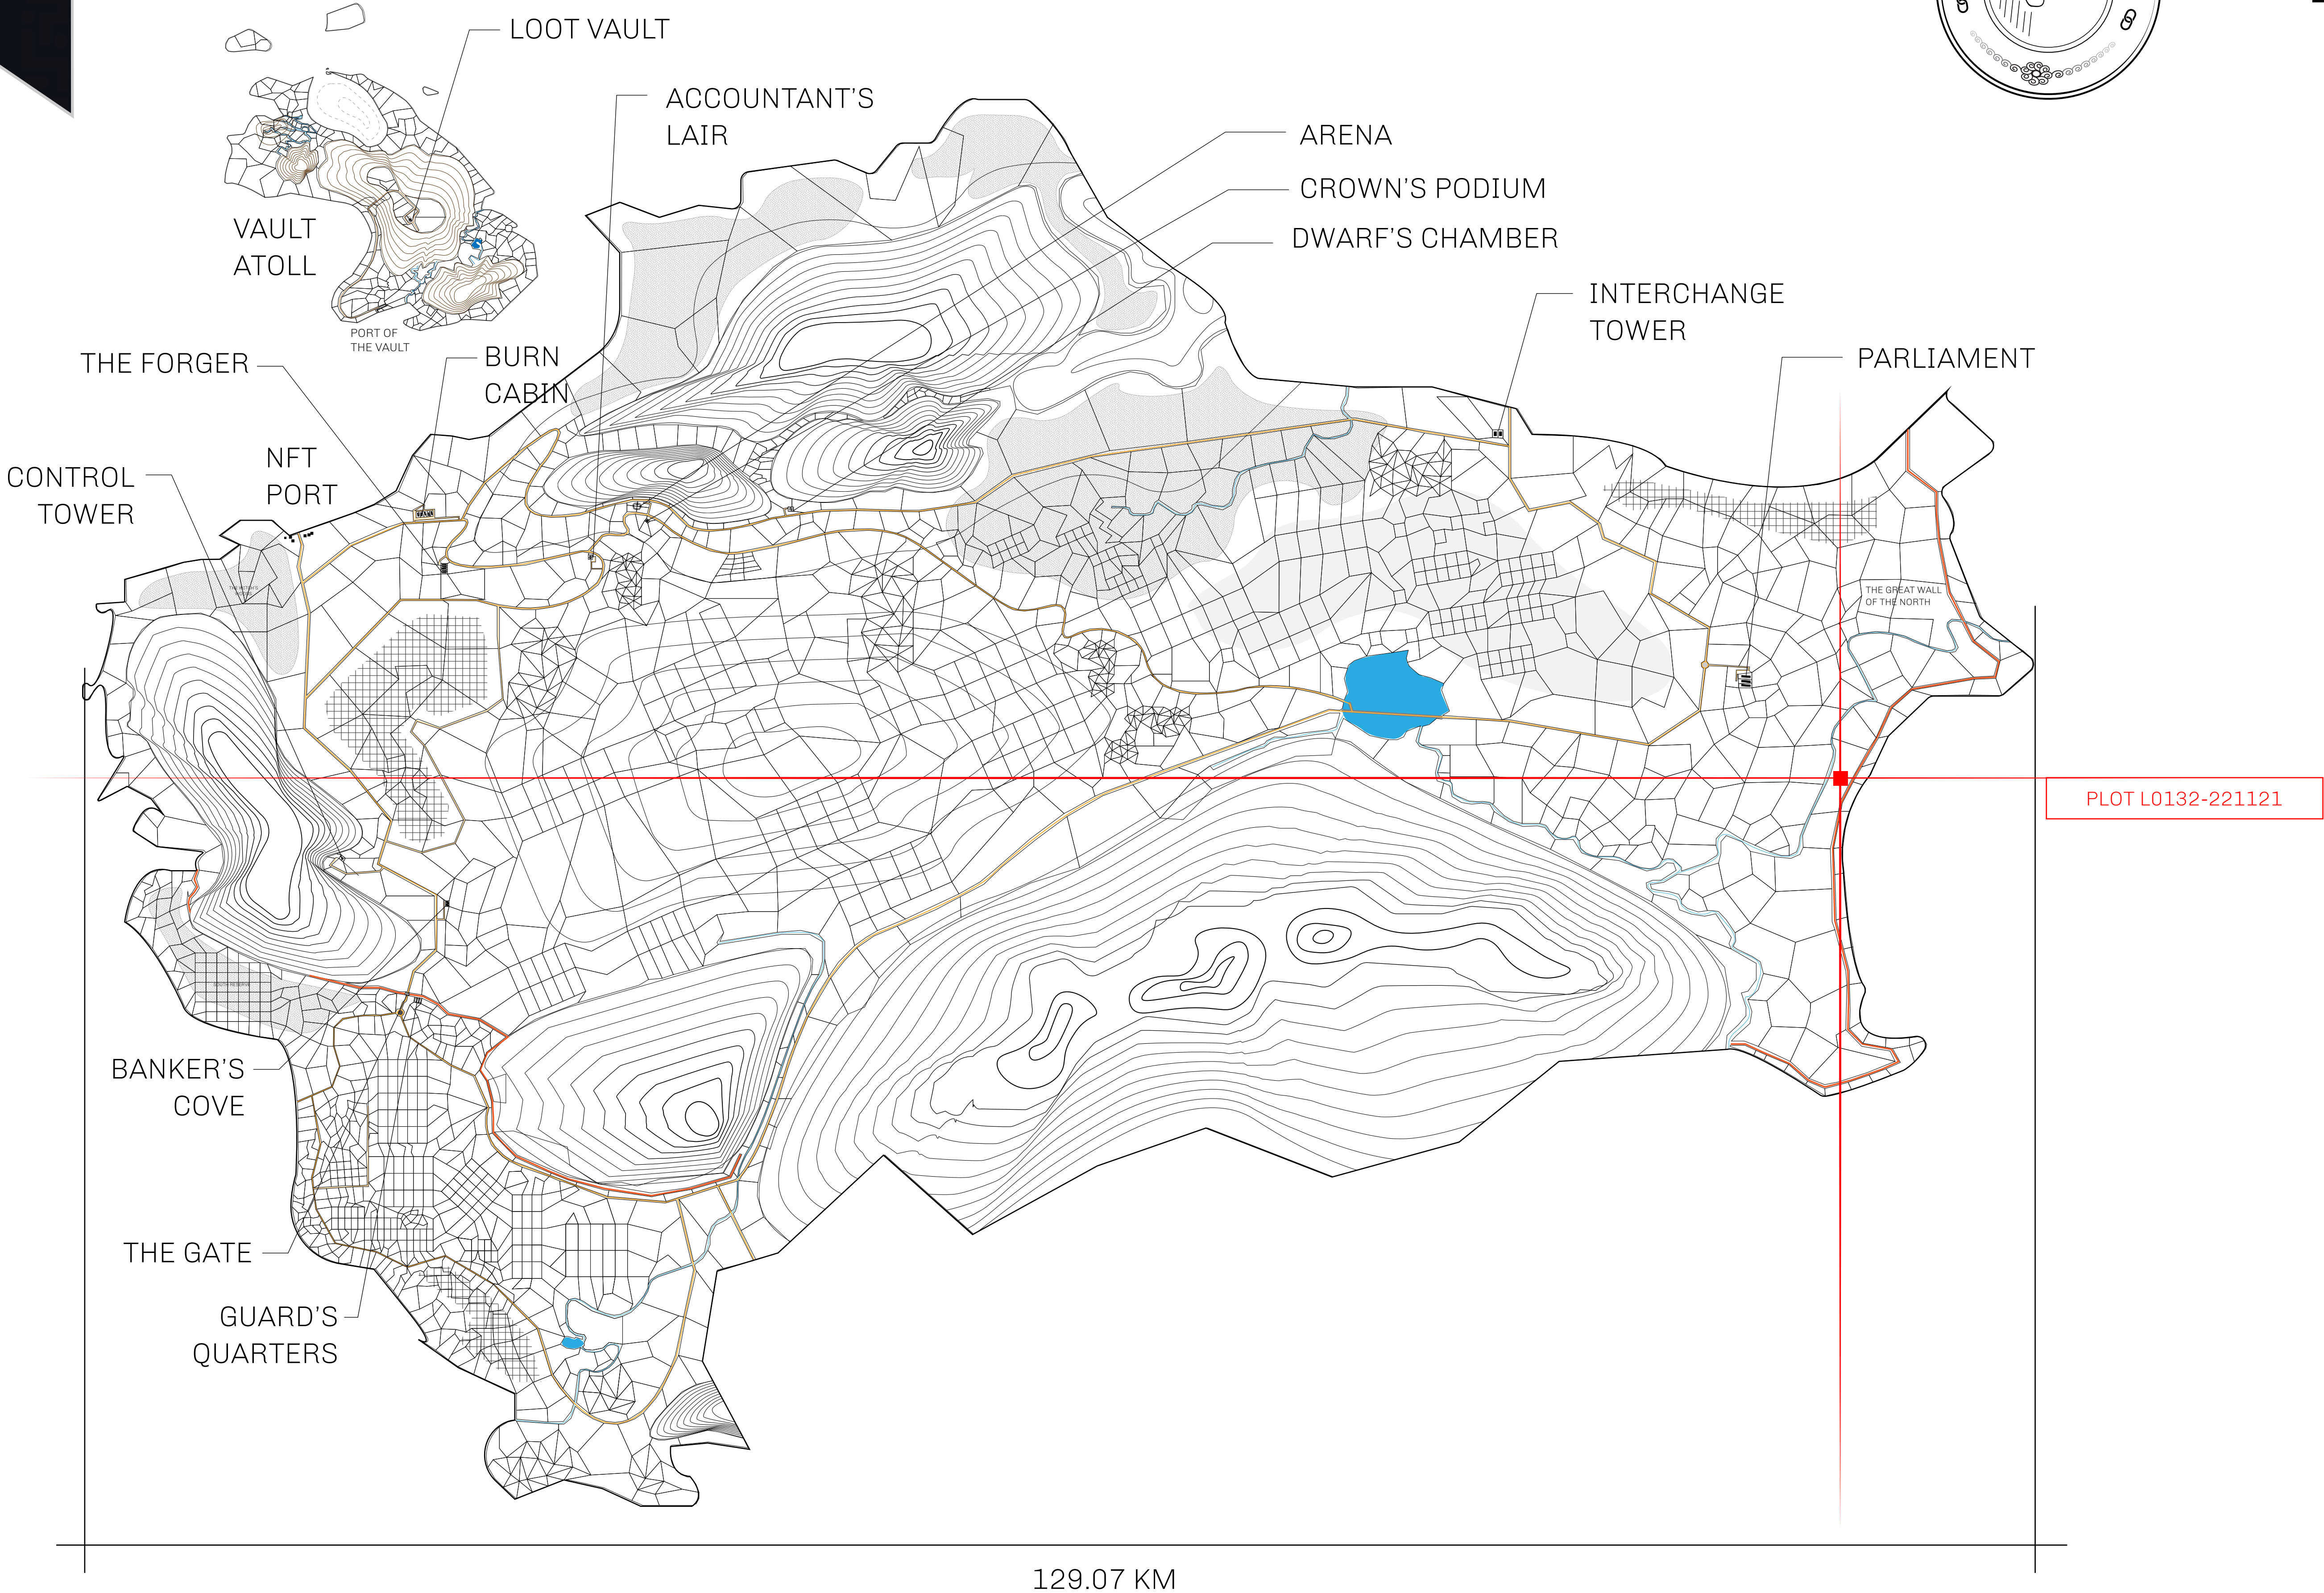 LOOT VAULT
ACCOUNTANT'S
LAIR
ARENA
CROWN'S PODIUM
DWARF'S CHAMBER
VAULT
ATOLL
INTERCHANGE
TOWER
PORT OF
THE VAULT
THE FORGER
BURN
CABIN
PARLIAMENT
NFT
PORT
CONTROL
TOWER
THE GREAT WALL
OF THE NORTH
PLOT L0132-221121
SOUTH RESERVE
BANKER'S
COVE
THE GATE
GUARD'S
QUARTERS
129.07 KM